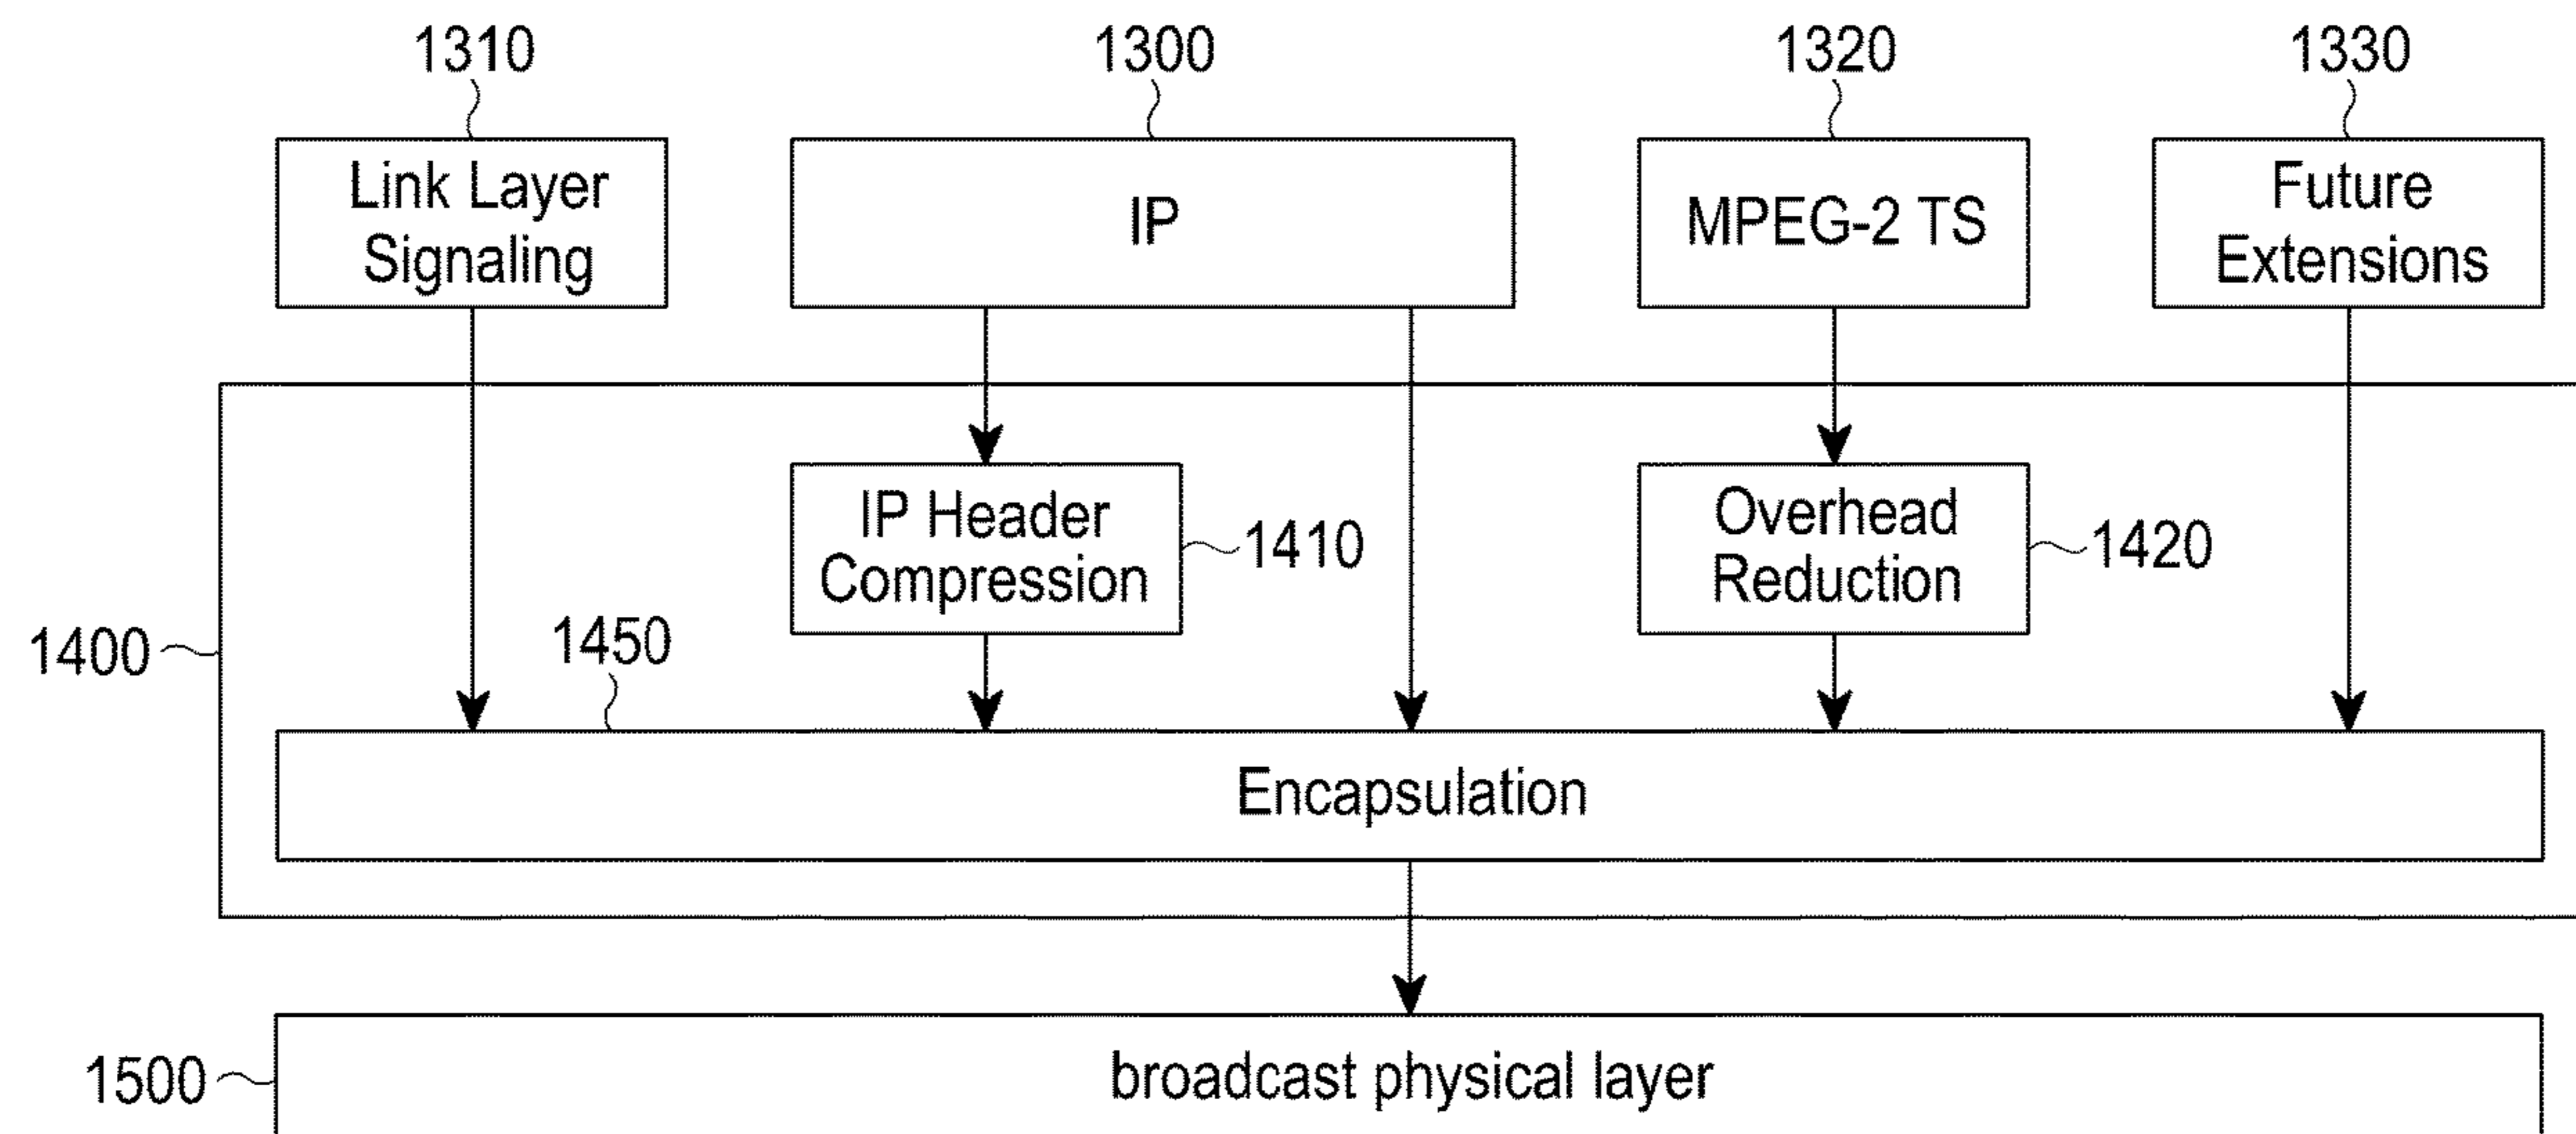 1310
1300
1320
1330
Link Layer
Signaling
IP
MPEG-2 TS
Future
Extensions
IP Header
Compression
1410
Overhead
Reduction
1420
1400
1450
Encapsulation
1500
broadcast physical layer